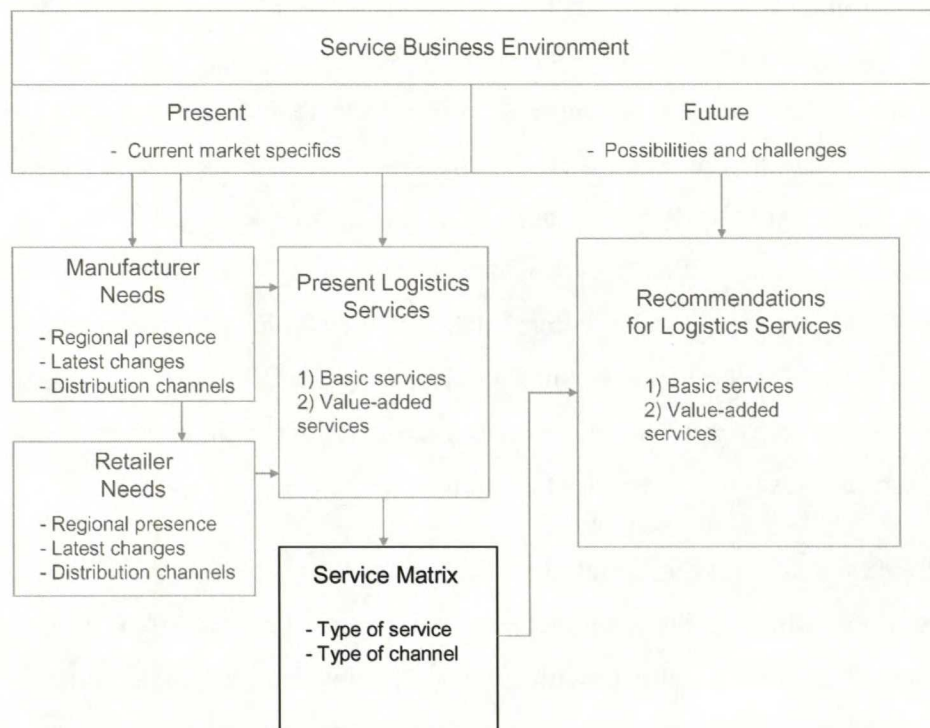 Service Business Environment
Present
- Current market specifics
Future
- Possibilities and challenges
Manufacturer
Needs
- Regional presence
- Latest changes
- Distribution channels
Retailer
Needs
- Regional presence
- Latest changes
- Distribution channels
Present Logistics
Services
1) Basic services
2) Value-added
services
Service Matrix
- Type of service
- Type of channel
Recommendations
for Logistics Services
1) Basic services
2) Value-added
services